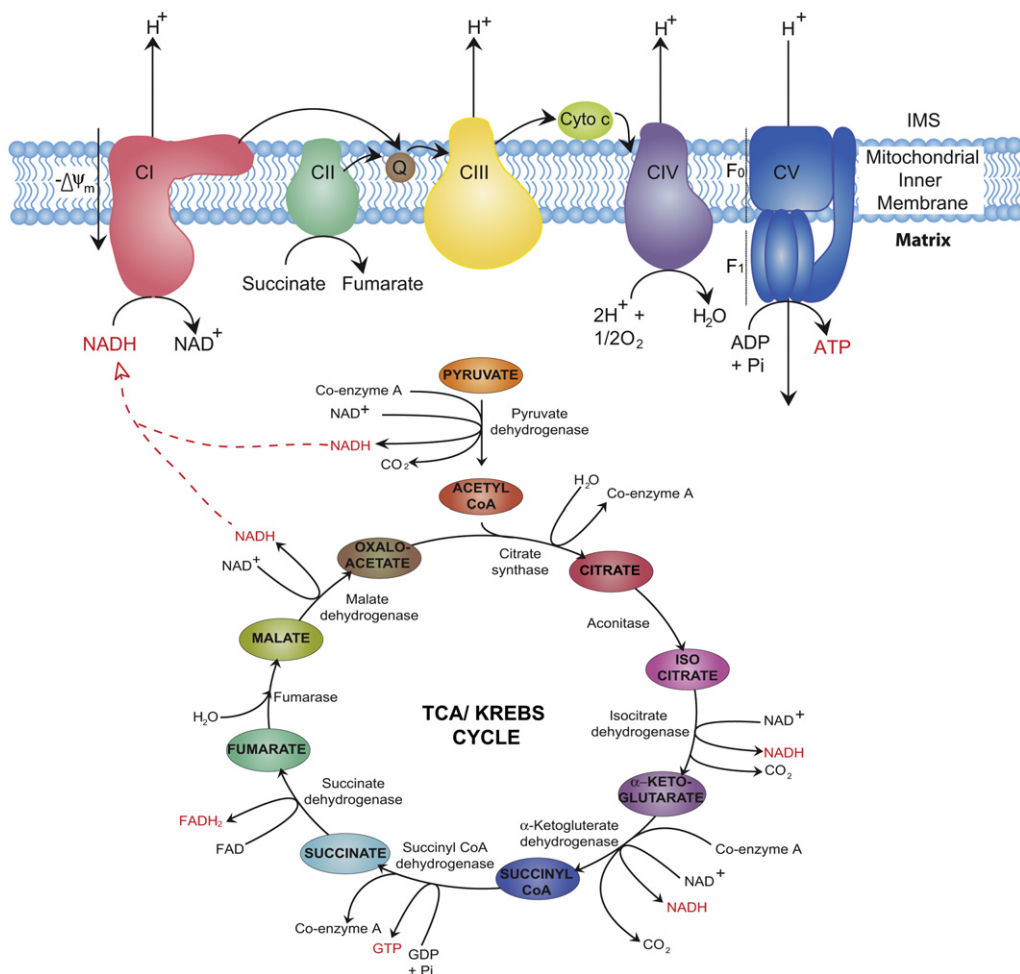 H+
H+
H+
H+
Cyto c
IMS
CI
CII
Q
CIII
CIV
F0
CV
Mitochondrial
Inner
Membrane
-ΔΨm
Matrix
F1
Succinate
Fumarate
NADH
NAD+
2H+ +
1/2O2
H2O
ADP
+ Pi
ATP
PYRUVATE
Co-enzyme A
NAD+
Pyruvate
dehydrogenase
NADH
CO2
ACETYL
CoA
H2O
Co-enzyme A
NADH
OXALO-
ACETATE
Citrate
synthase
NAD+
CITRATE
Malate
dehydrogenase
Aconitase
MALATE
ISO
CITRATE
Fumarase
H2O
TCA/ KREBS
CYCLE
Isocitrate
dehydrogenase
NAD+
NADH
CO2
FUMARATE
α-KETO-
GLUTARATE
Succinate
dehydrogenase
FADH2
FAD
α-Ketogluterate
dehydrogenase
Co-enzyme A
SUCCINATE
Succinyl CoA
dehydrogenase
SUCCINYL
CoA
NAD+
NADH
Co-enzyme A
GTP
GDP
+ Pi
CO2